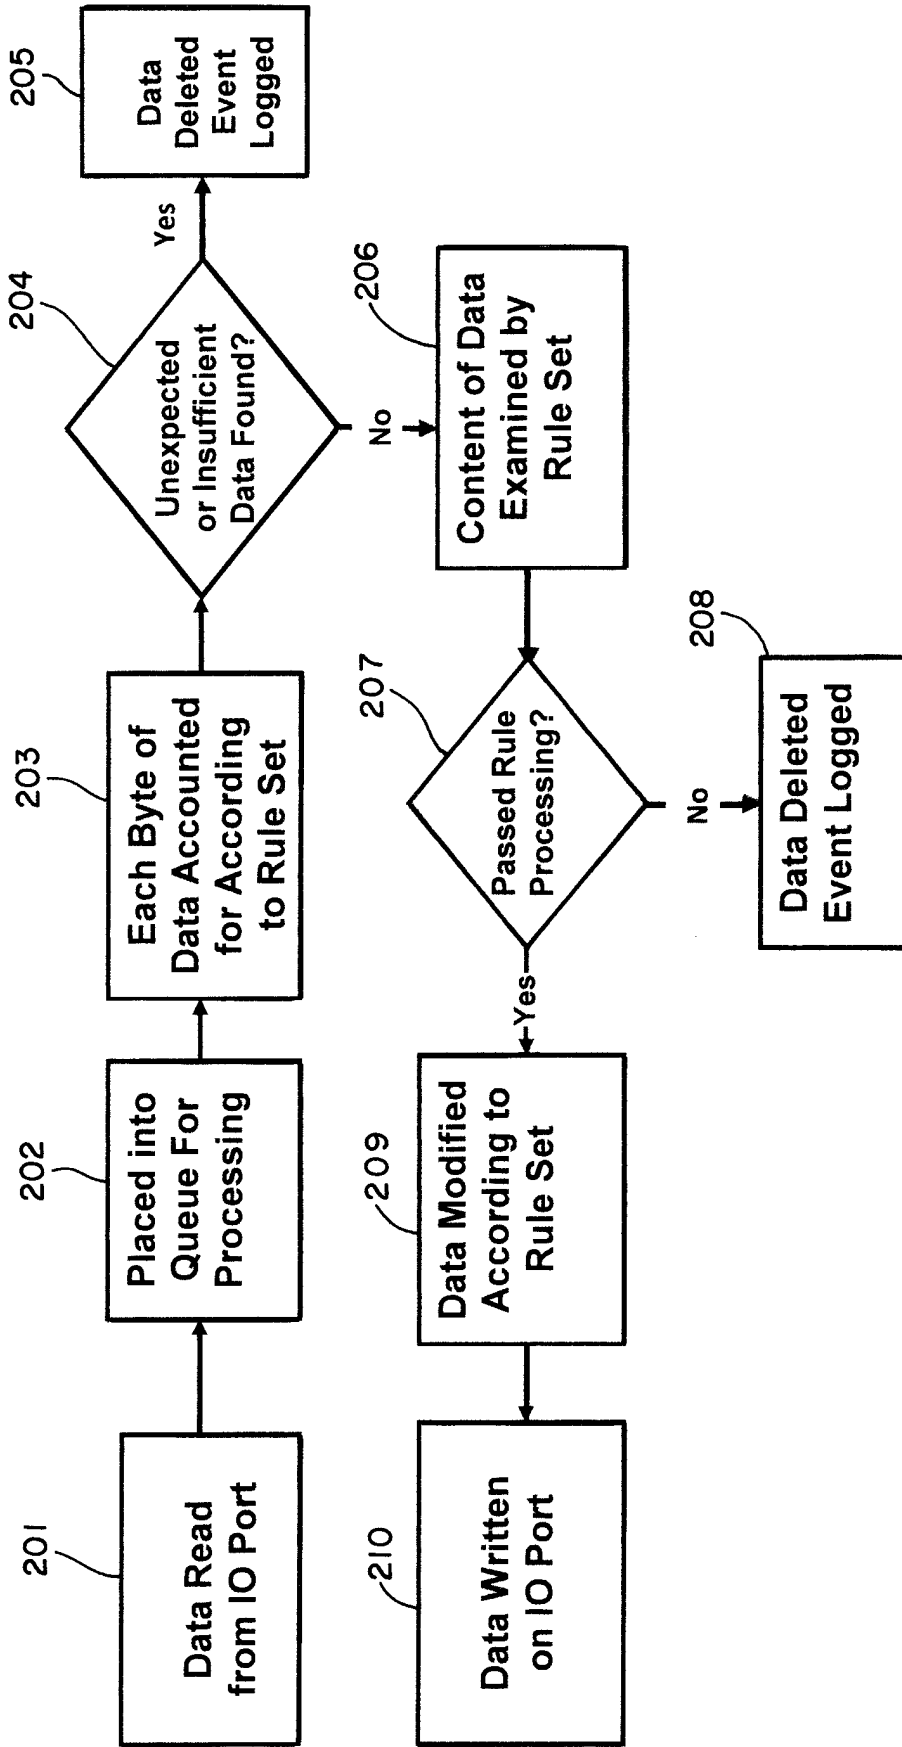 201
Data Read
from IO Port
202
Placed into
Queue For
Processing
203
Each Byte of
Data Accounted
for According
to Rule Set
204
Unexpected
or Insufficient
Data Found?
Yes
205
Data
Deleted
Event
Logged
No
206
Content of Data
Examined by
Rule Set
207
Passed Rule
Processing?
No
208
Data Deleted
Event Logged
Yes
209
Data Modified
According to
Rule Set
210
Data Written
on IO Port